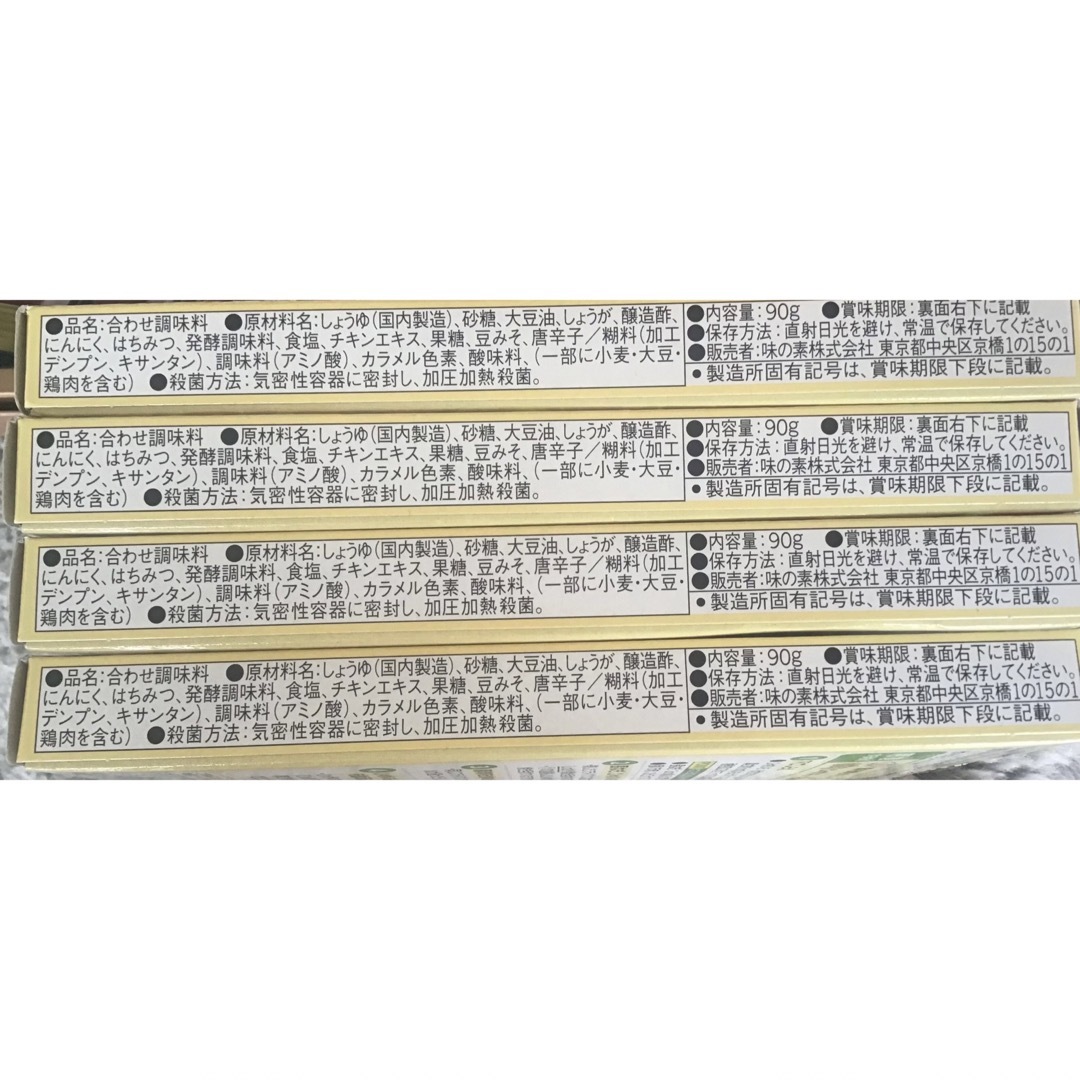 ●品名:合わせ調味料 ●原材料名:しょうゆ(国内製造)、砂糖、大豆油、しょうが、醸造酢、
にんにく、はちみつ、発酵調味料、食塩、チキンエキス、果糖、豆みそ、唐辛子/糊料(加工
デンプン、キサンタン)、調味料(アミノ酸)、カラメル色素、酸味料、(一部に小麦・大豆・
鶏肉を含む) ●殺菌方法:気密性容器に密封し、加圧加熱殺菌。
●内容量:90g ●賞味期限:裏面右下に記載
●保存方法:直射日光を避け、常温で保存してください。
●販売者:味の素株式会社 東京都中央区京橋1の15の1
●製造所固有記号は、賞味期限下段に記載。
●品名:合わせ調味料 ●原材料名:しょうゆ(国内製造)、砂糖、大豆油、しょうが、醸造酢、
にんにく、はちみつ、発酵調味料、食塩、チキンエキス、果糖、豆みそ、唐辛子/糊料(加工
デンプン、キサンタン)、調味料(アミノ酸)、カラメル色素、酸味料、(一部に小麦・大豆・
鶏肉を含む) ●殺菌方法:気密性容器に密封し、加圧加熱殺菌。
●内容量:90g ●賞味期限:裏面右下に記載
●保存方法:直射日光を避け、常温で保存してください。
●販売者:味の素株式会社 東京都中央区京橋1の15の1
●製造所固有記号は、賞味期限下段に記載。
●品名:合わせ調味料 ●原材料名:しょうゆ(国内製造)、砂糖、大豆油、しょうが、醸造酢、
にんにく、はちみつ、発酵調味料、食塩、チキンエキス、果糖、豆みそ、唐辛子/糊料(加工
デンプン、キサンタン)、調味料(アミノ酸)、カラメル色素、酸味料、(一部に小麦・大豆・
鶏肉を含む) ●殺菌方法:気密性容器に密封し、加圧加熱殺菌。
●内容量:90g ●賞味期限:裏面右下に記載
●保存方法:直射日光を避け、常温で保存してください。
●販売者:味の素株式会社 東京都中央区京橋1の15の1
●製造所固有記号は、賞味期限下段に記載。
●品名:合わせ調味料 ●原材料名:しょうゆ(国内製造)、砂糖、大豆油、しょうが、醸造酢、
にんにく、はちみつ、発酵調味料、食塩、チキンエキス、果糖、豆みそ、唐辛子/糊料(加工
デンプン、キサンタン)、調味料(アミノ酸)、カラメル色素、酸味料、(一部に小麦・大豆・
鶏肉を含む) ●殺菌方法:気密性容器に密封し、加圧加熱殺菌。
●内容量:90g ●賞味期限:裏面右下に記載
●保存方法:直射日光を避け、常温で保存してください。
●販売者:味の素株式会社 東京都中央区京橋1の15の1
●製造所固有記号は、賞味期限下段に記載。